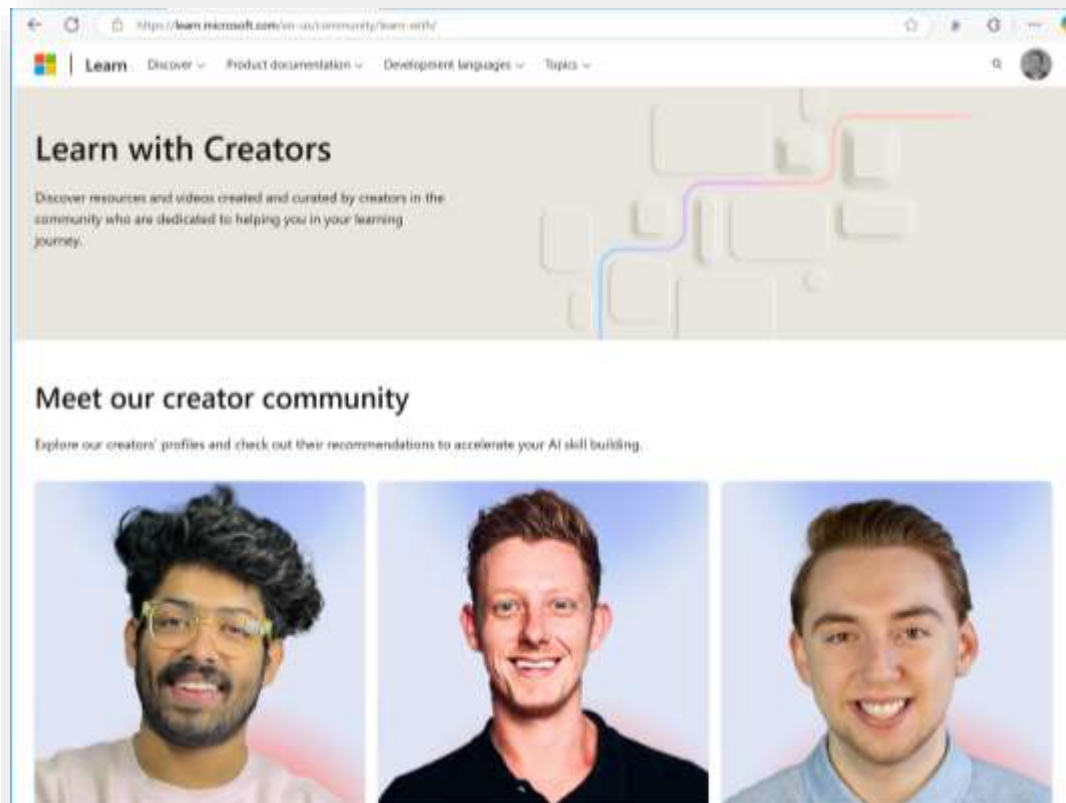 https://learn.microsoft.com/en-us/community/learn-with/
Learn Discover Product documentation Development languages Topics
Learn with Creators
Discover resources and videos created and curated by creators in the
community who are dedicated to helping you in your learning
journey.
Meet our creator community
Explore our creators' profiles and check out their recommendations to accelerate your AI skill building.